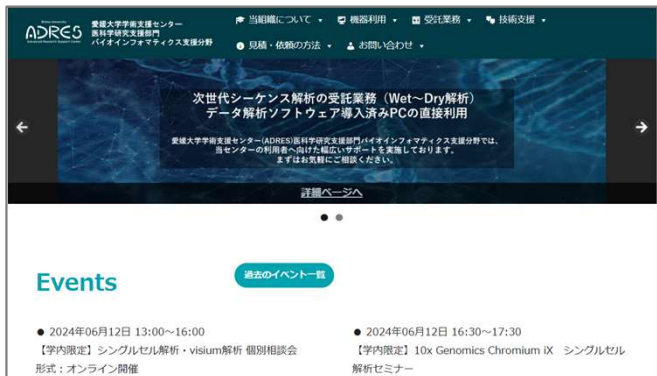 ADRES
愛媛大学学術支援センター
医科学研究支援部門
バイオインフォマティクス支援分野
当組織について
機器利用
受託業務
技術支援
見積・依頼の方法
お問い合わせ
次世代シーケンス解析の受託業務（Wet～Dry解析）
データ解析ソフトウェア導入済みPCの直接利用
愛媛大学学術支援センター(ADRES)医科学研究支援部門バイオインフォマティクス支援分野では、
当センターの利用者へ向けた幅広いサポートを実施しております。
まずはお気軽にご相談ください。
詳細ページへ
Events
過去のイベント一覧
● 2024年06月12日 13:00～16:00
【学内限定】シングルセル解析・visium解析 個別相談会
形式：オンライン開催
● 2024年06月12日 16:30～17:30
【学内限定】10x Genomics Chromium iX　シングルセル
解析セミナー